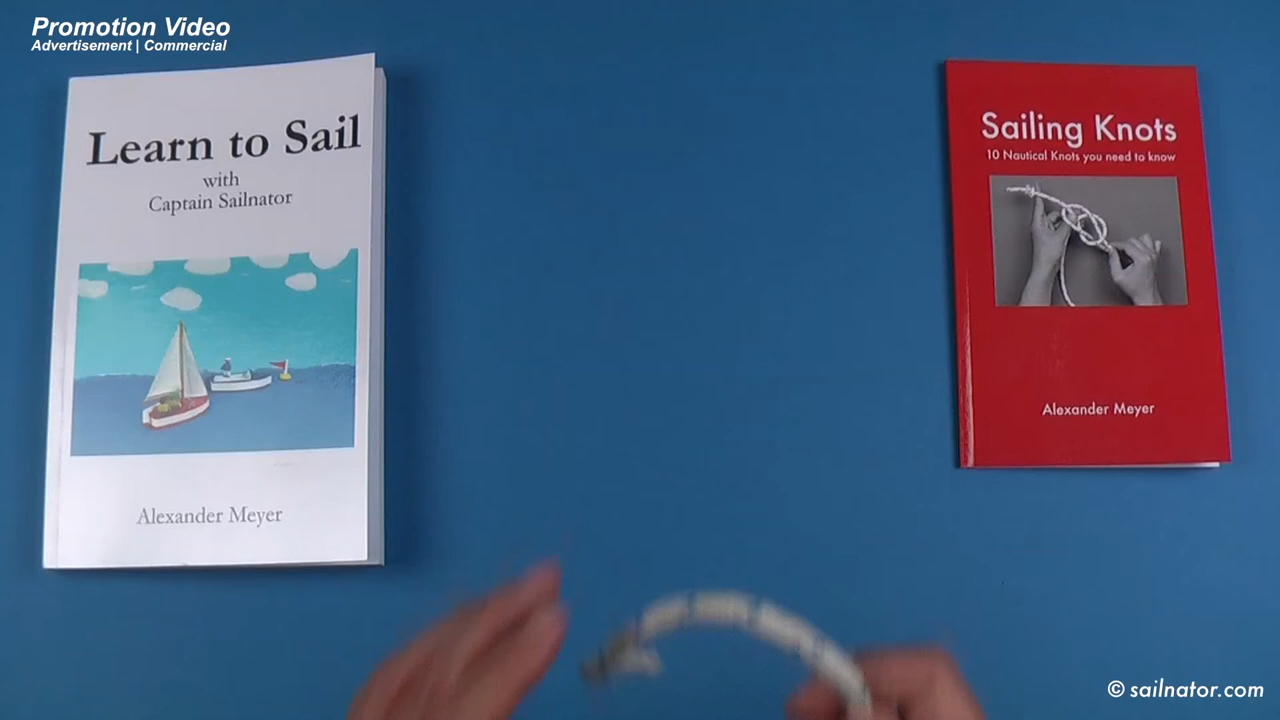 Promotion Video
Advertisement | Commercial
Learn to Sail
with
Captain Sailnator
Alexander Meyer
Sailing Knots
10 Nautical Knots you need to know
Alexander Meyer
© sailnator.com